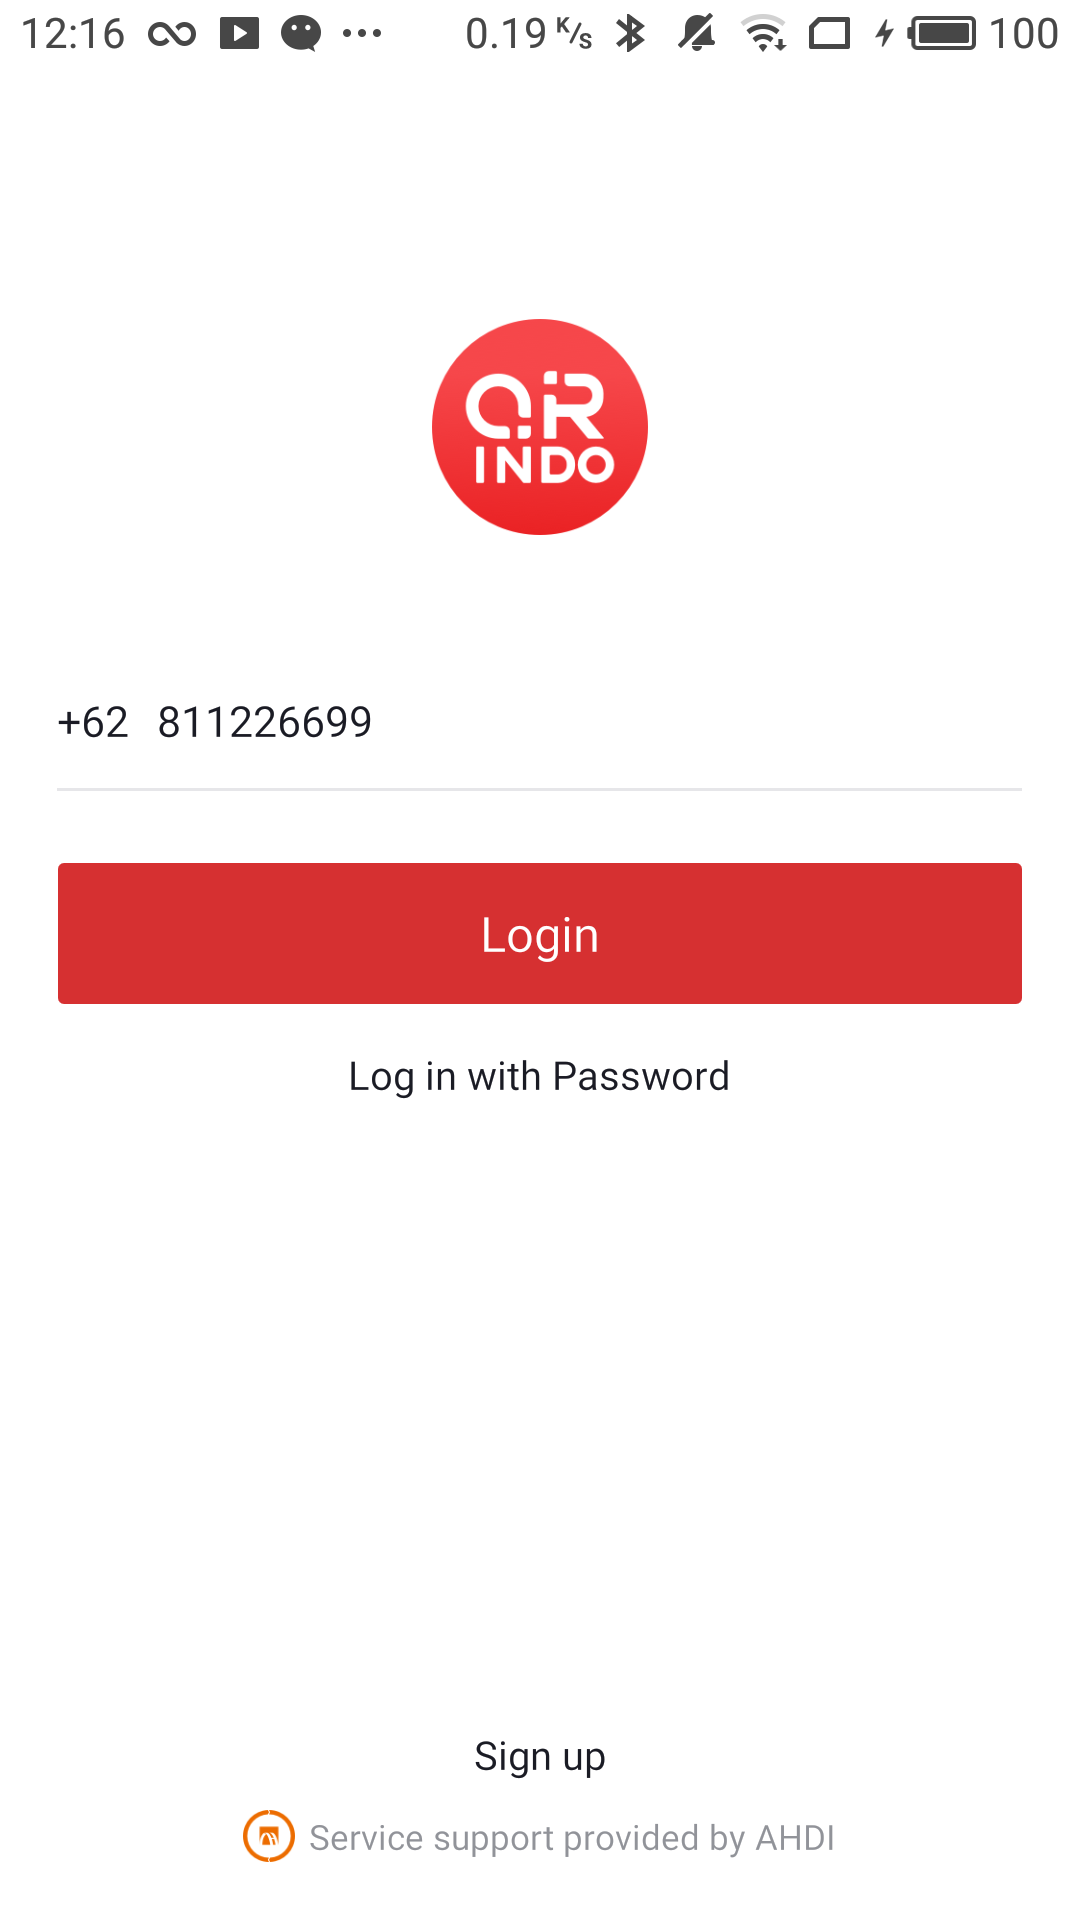 12:16 0.19 K/s 100
QR
INDO
+62 811226699
Login
Log in with Password
Sign up
Service support provided by AHDI